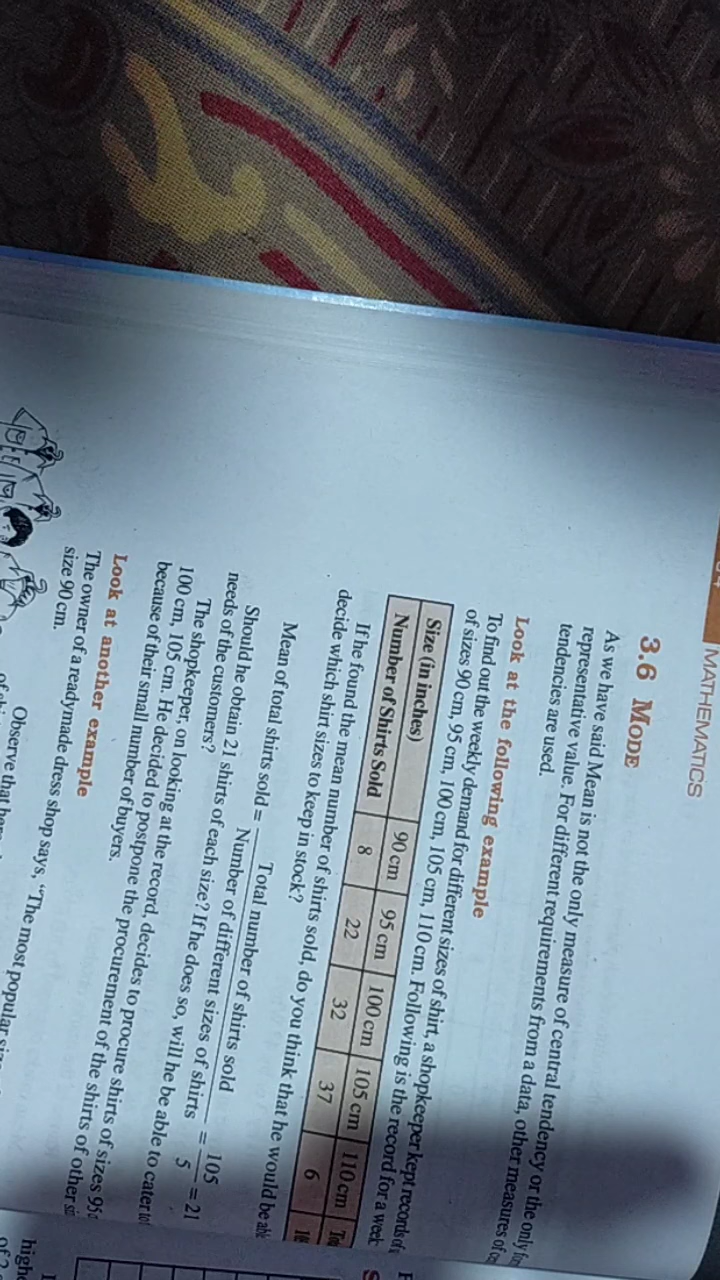 MATHEMATICS
3.6 MODE
As we have said Mean is not the only measure of central tendency or the only
representative value. For different requirements from a data, other measures of
tendencies are used.
Look at the following example
To find out the weekly demand for different sizes of shirt, a shopkeeper kept records of
of sizes 90 cm, 95 cm, 100 cm, 105 cm, 110 cm. Following is the record for a week
Size (in inches) 90 cm 95 cm 100 cm 105 cm 110 cm
Number of Shirts Sold 8 22 32 37 6
If he found the mean number of shirts sold, do you think that he would be
decide which shirt sizes to keep in stock?
Mean of total shirts sold = Total number of shirts sold / Number of different sizes of shirts = 105 / 5 = 21
Should he obtain 21 shirts of each size? If he does so, will he be able to cater
needs of the customers?
The shopkeeper, on looking at the record, decides to procure shirts of sizes
100 cm, 105 cm. He decided to postpone the procurement of the shirts of other
because of their small number of buyers.
Look at another example
The owner of a readymade dress shop says, “The most popular
size 90 cm.
Observe that